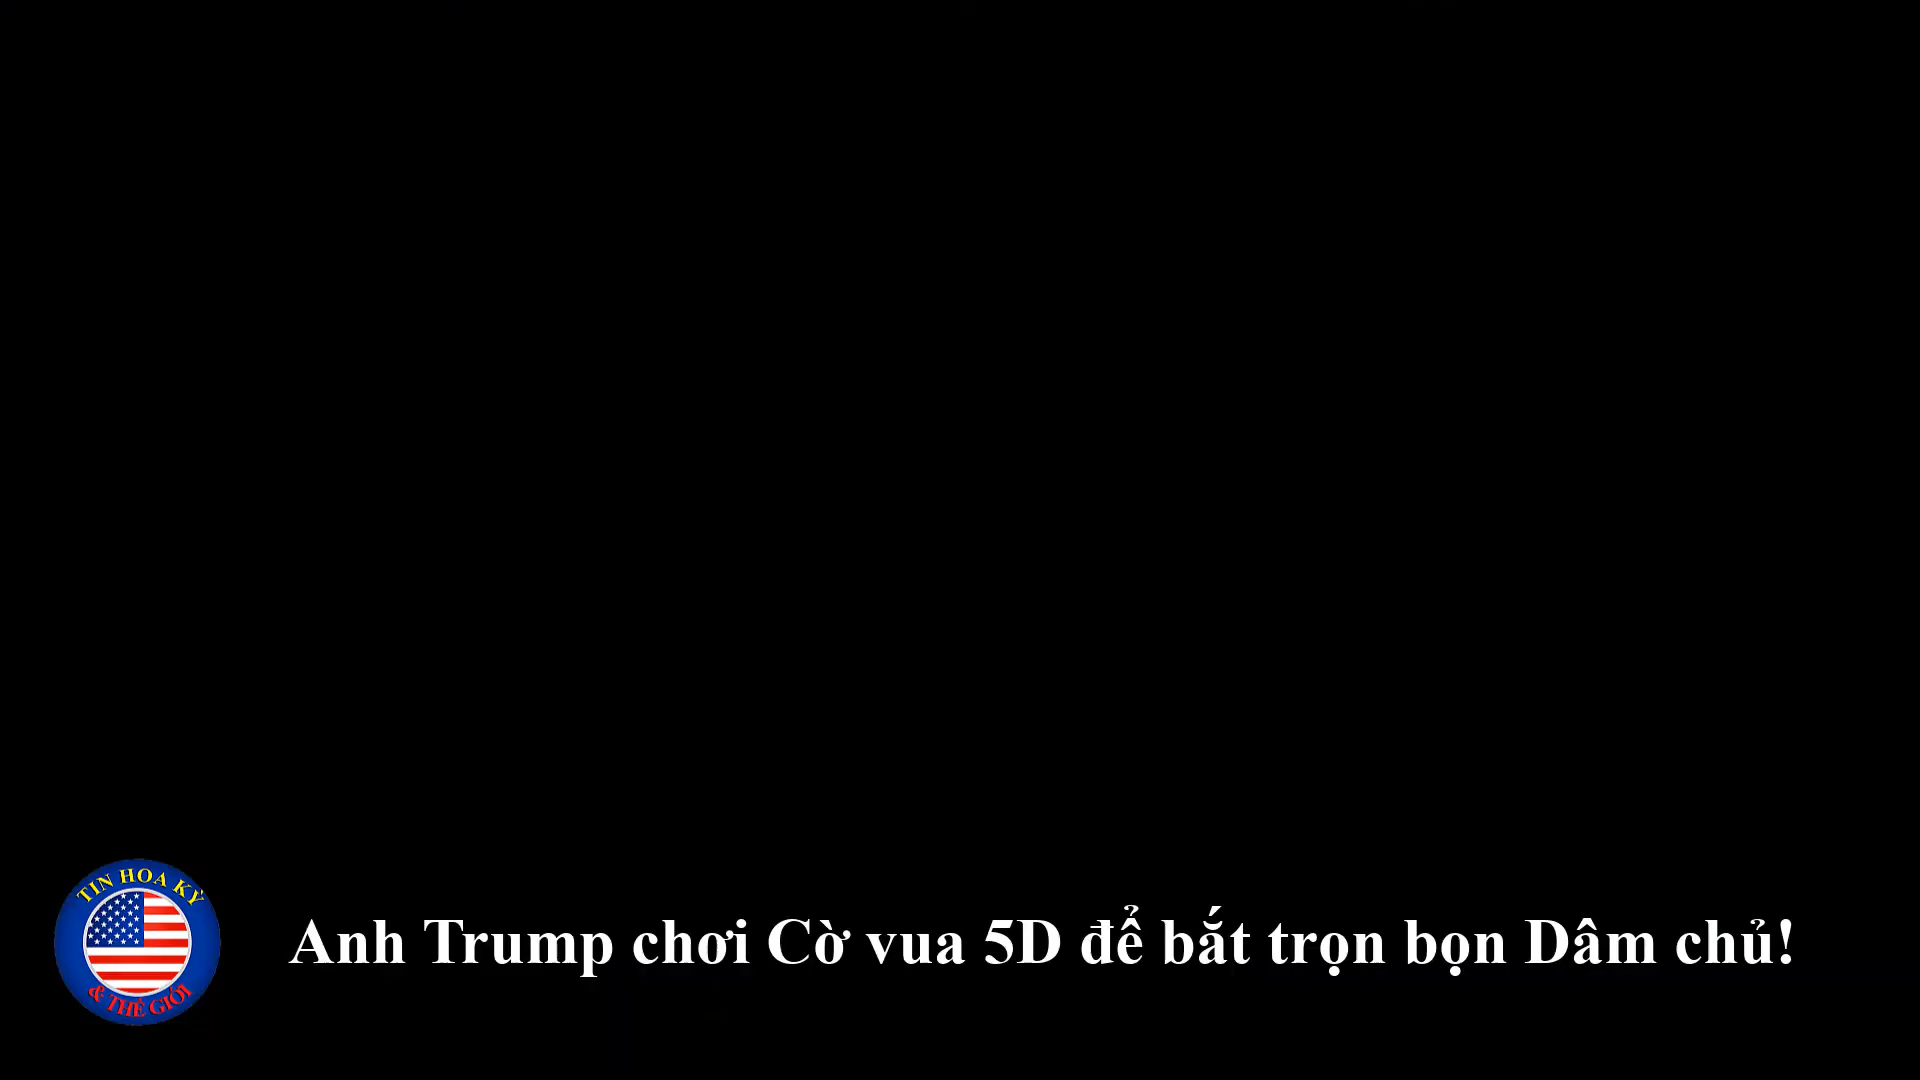 TIN HOA KỲ
& THẾ GIỚI
Anh Trump chơi Cờ vua 5D để bắt trọn bọn Dâm chủ!